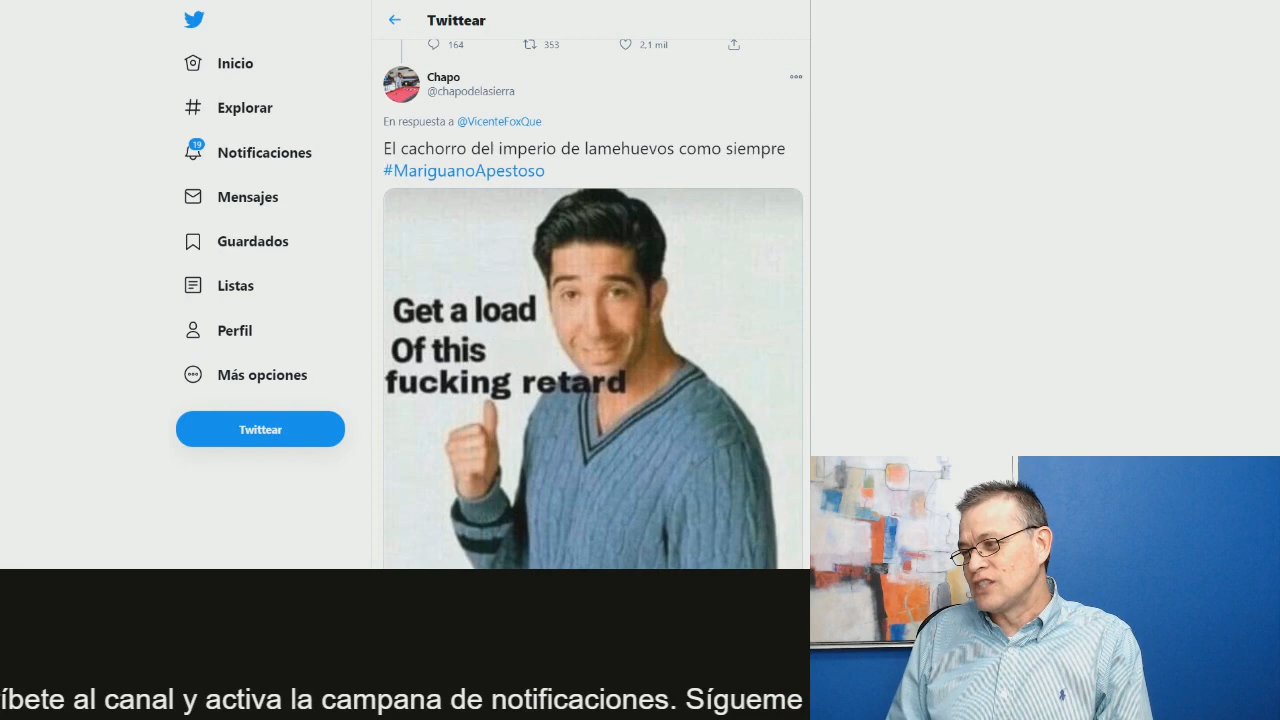 Inicio
Explorar
19
Notificaciones
Mensajes
Guardados
Listas
Perfil
Más opciones
Twittear
Twittear
164 353 2,1 mil
Chapo
@chapodelasierra
En respuesta a @VicenteFoxQue
El cachorro del imperio de lamehuevos como siempre
#MariguanoApestoso
Get a load
Of this
fucking retard
íbete al canal y activa la campana de notificaciones. Sígueme